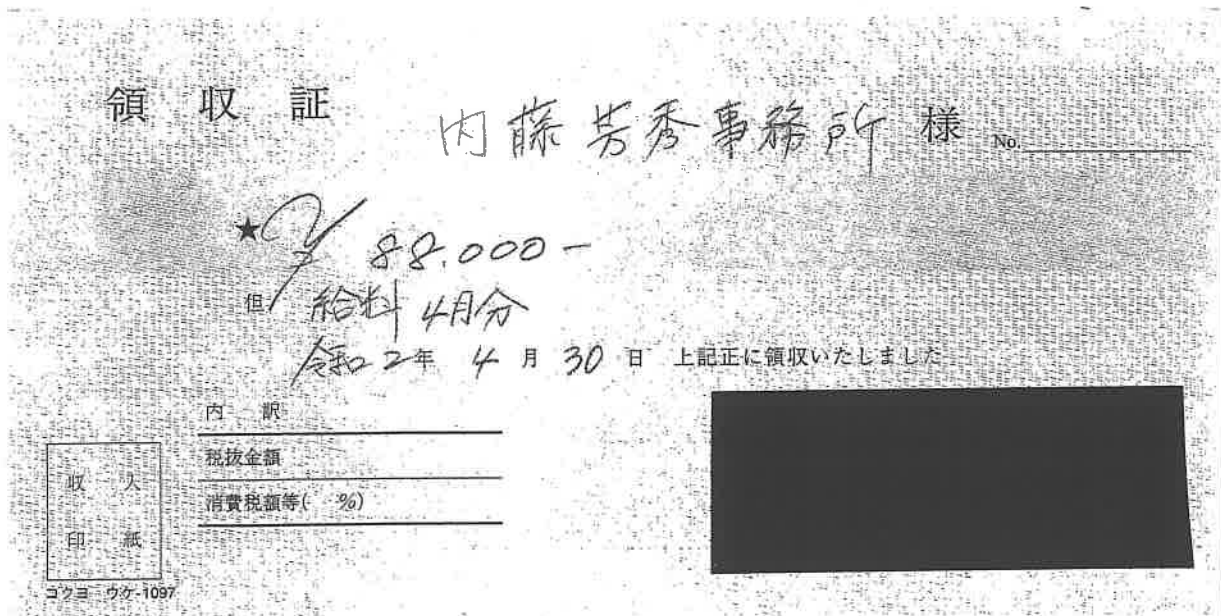 領 収 証 内藤芳秀事務所 様 No.
★ ¥ 88.000-
但 給料 4月分
令和2年 4月30日 上記正に領収いたしました
内 訳
税抜金額
消費税額等( %)
収 入
印 紙
コクヨ ウケ-1097